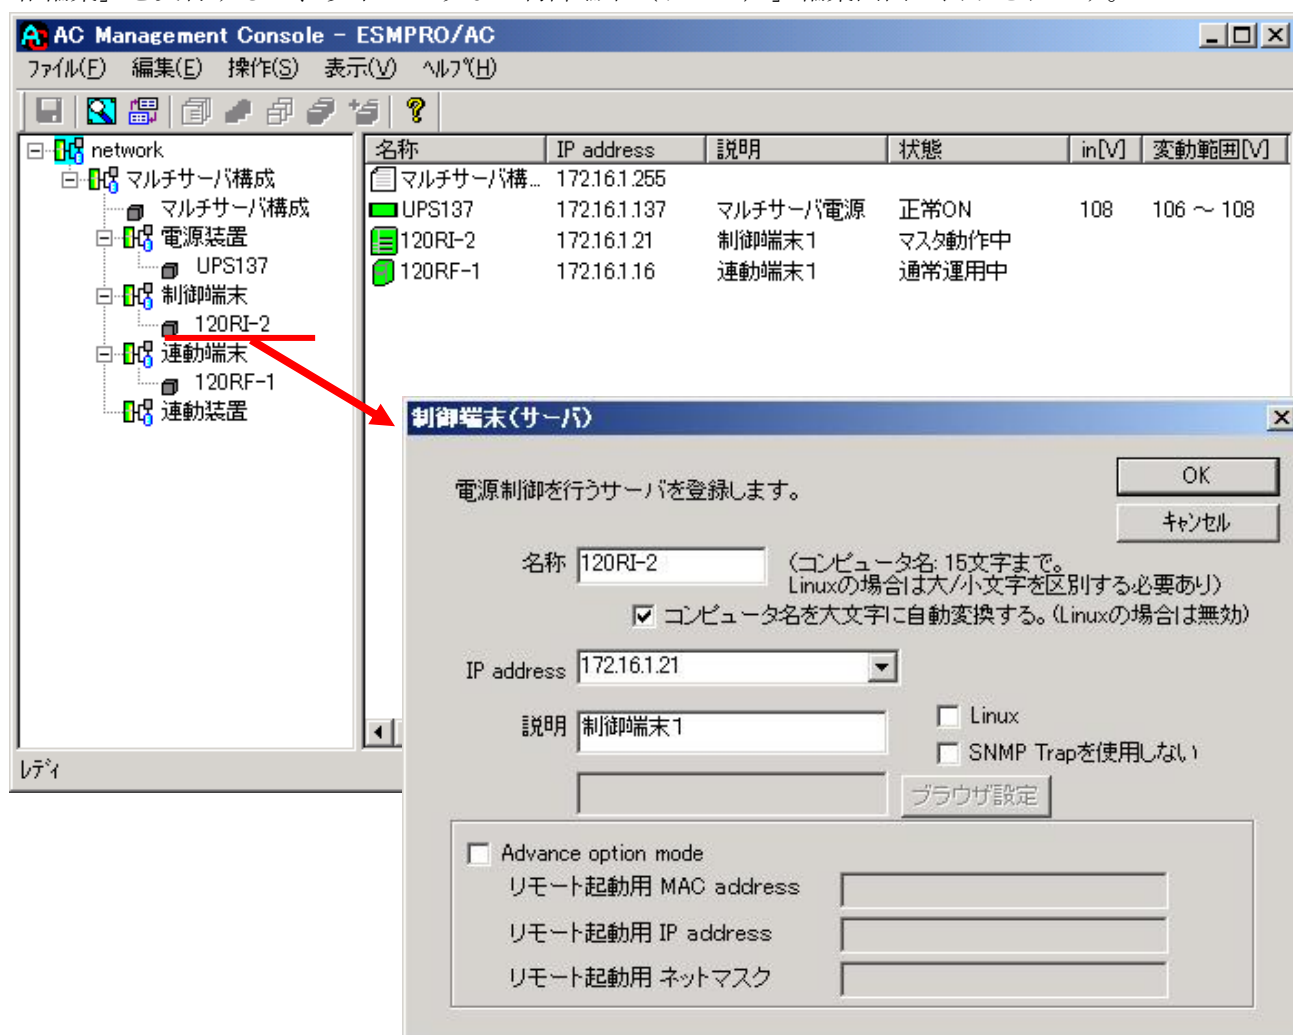 AC Management Console - ESMPRO/AC
ファイル(F) 編集(E) 操作(S) 表示(V) ヘルプ(H)
network
マルチサーバ構成
マルチサーバ構成
電源装置
UPS137
制御端末
120RI-2
連動端末
120RF-1
連動装置
名称 IP address 説明 状態 in[V] 変動範囲[V]
マルチサーバ構... 172.16.1.255
UPS137 172.16.1.137 マルチサーバ電源 正常ON 108 106 ～ 108
120RI-2 172.16.1.21 制御端末1 マスタ動作中
120RF-1 172.16.1.16 連動端末1 通常運用中
レディ
制御端末(サーバ)
電源制御を行うサーバを登録します。
OK
キャンセル
名称 120RI-2 (コンピュータ名: 15文字まで。
Linuxの場合は大/小文字を区別する必要あり)
コンピュータ名を大文字に自動変換する。(Linuxの場合は無効)
IP address 172.16.1.21
説明 制御端末1
Linux
SNMP Trapを使用しない
ブラウザ設定
Advance option mode
リモート起動用 MAC address
リモート起動用 IP address
リモート起動用 ネットマスク